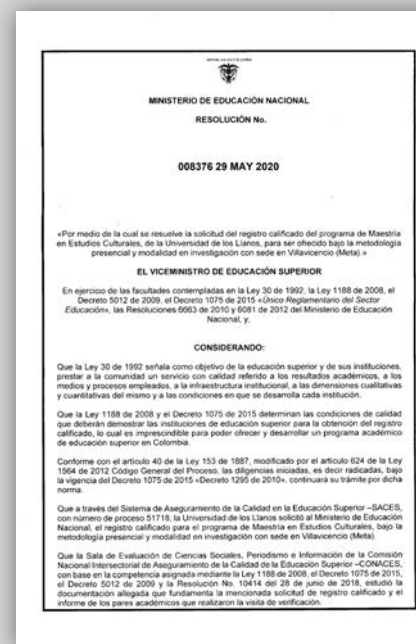 MINISTERIO DE EDUCACIÓN NACIONAL
RESOLUCIÓN No.
008376 29 MAY 2020
«Por medio de la cual se resuelve la solicitud del registro calificado del programa de Maestría
en Estudios Culturales, de la Universidad de los Llanos, para ser ofrecido bajo la metodología
presencial y modalidad en investigación con sede en Villavicencio (Meta).»
EL VICEMINISTRO DE EDUCACIÓN SUPERIOR
En ejercicio de las facultades contempladas en la Ley 30 de 1992, la Ley 1188 de 2008, el
Decreto 5012 de 2009, el Decreto 1075 de 2015 «Único Reglamentario del Sector
Educación», las Resoluciones 6663 de 2010 y 6081 de 2012 del Ministerio de Educación
Nacional, y,
CONSIDERANDO:
Que la Ley 30 de 1992 señala como objetivo de la educación superior y de sus instituciones,
prestar a la comunidad un servicio con calidad referido a los resultados académicos, a los
medios y procesos empleados, a la infraestructura institucional, a las dimensiones cualitativas
y cuantitativas del mismo y a las condiciones en que se desarrolla cada institución.
Que la Ley 1188 de 2008 y el Decreto 1075 de 2015 determinan las condiciones de calidad
que deberán demostrar las instituciones de educación superior para la obtención del registro
calificado, lo cual es imprescindible para poder ofrecer y desarrollar un programa académico
de educación superior en Colombia.
Conforme con el artículo 40 de la Ley 153 de 1887, modificado por el artículo 624 de la Ley
1564 de 2012 Código General del Proceso, las diligencias iniciadas, es decir radicadas, bajo
la vigencia del Decreto 1075 de 2015 «Decreto 1295 de 2010», continuará su trámite por dicha
norma.
Que a través del Sistema de Aseguramiento de la Calidad en la Educación Superior –SACES,
con número de proceso 51718, la Universidad de los Llanos solicitó al Ministerio de Educación
Nacional, el registro calificado para el programa de Maestría en Estudios Culturales, bajo la
metodología presencial y modalidad en investigación con sede en Villavicencio (Meta).
Que la Sala de Evaluación de Ciencias Sociales, Periodismo e Información de la Comisión
Nacional Intersectorial de Aseguramiento de la Calidad de la Educación Superior –CONACES,
con base en la competencia asignada mediante la Ley 1188 de 2008, el Decreto 1075 de 2015,
el Decreto 5012 de 2009 y la Resolución No. 10414 del 28 de junio de 2018, estudió la
documentación allegada que fundamenta la mencionada solicitud de registro calificado y el
informe de los pares académicos que realizaron la visita de verificación.